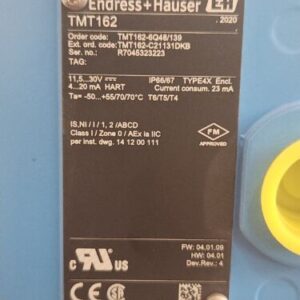 Endress+Hauser EH
TMT162 2020
Order code: TMT162-6Q48/139
Ext. ord. code: TMT162-C21131DKB
Serial no.: R7045323223
TAG:
11,5...30V⎓ IP66/67 TYPE4X Encl.
4...20 mA HART Current consum. 23 mA
Ta= -50...+55/70/70°C T6/T5/T4
IS,NI / I / 1, 2 /ABCD
Class I / Zone 0 / AEx ia IIC
per inst. dwg. 14 12 00 111
FM
APPROVED
FW: 04.01.09
HW: 04.01
Dev.Rev.: 4
c US
CE